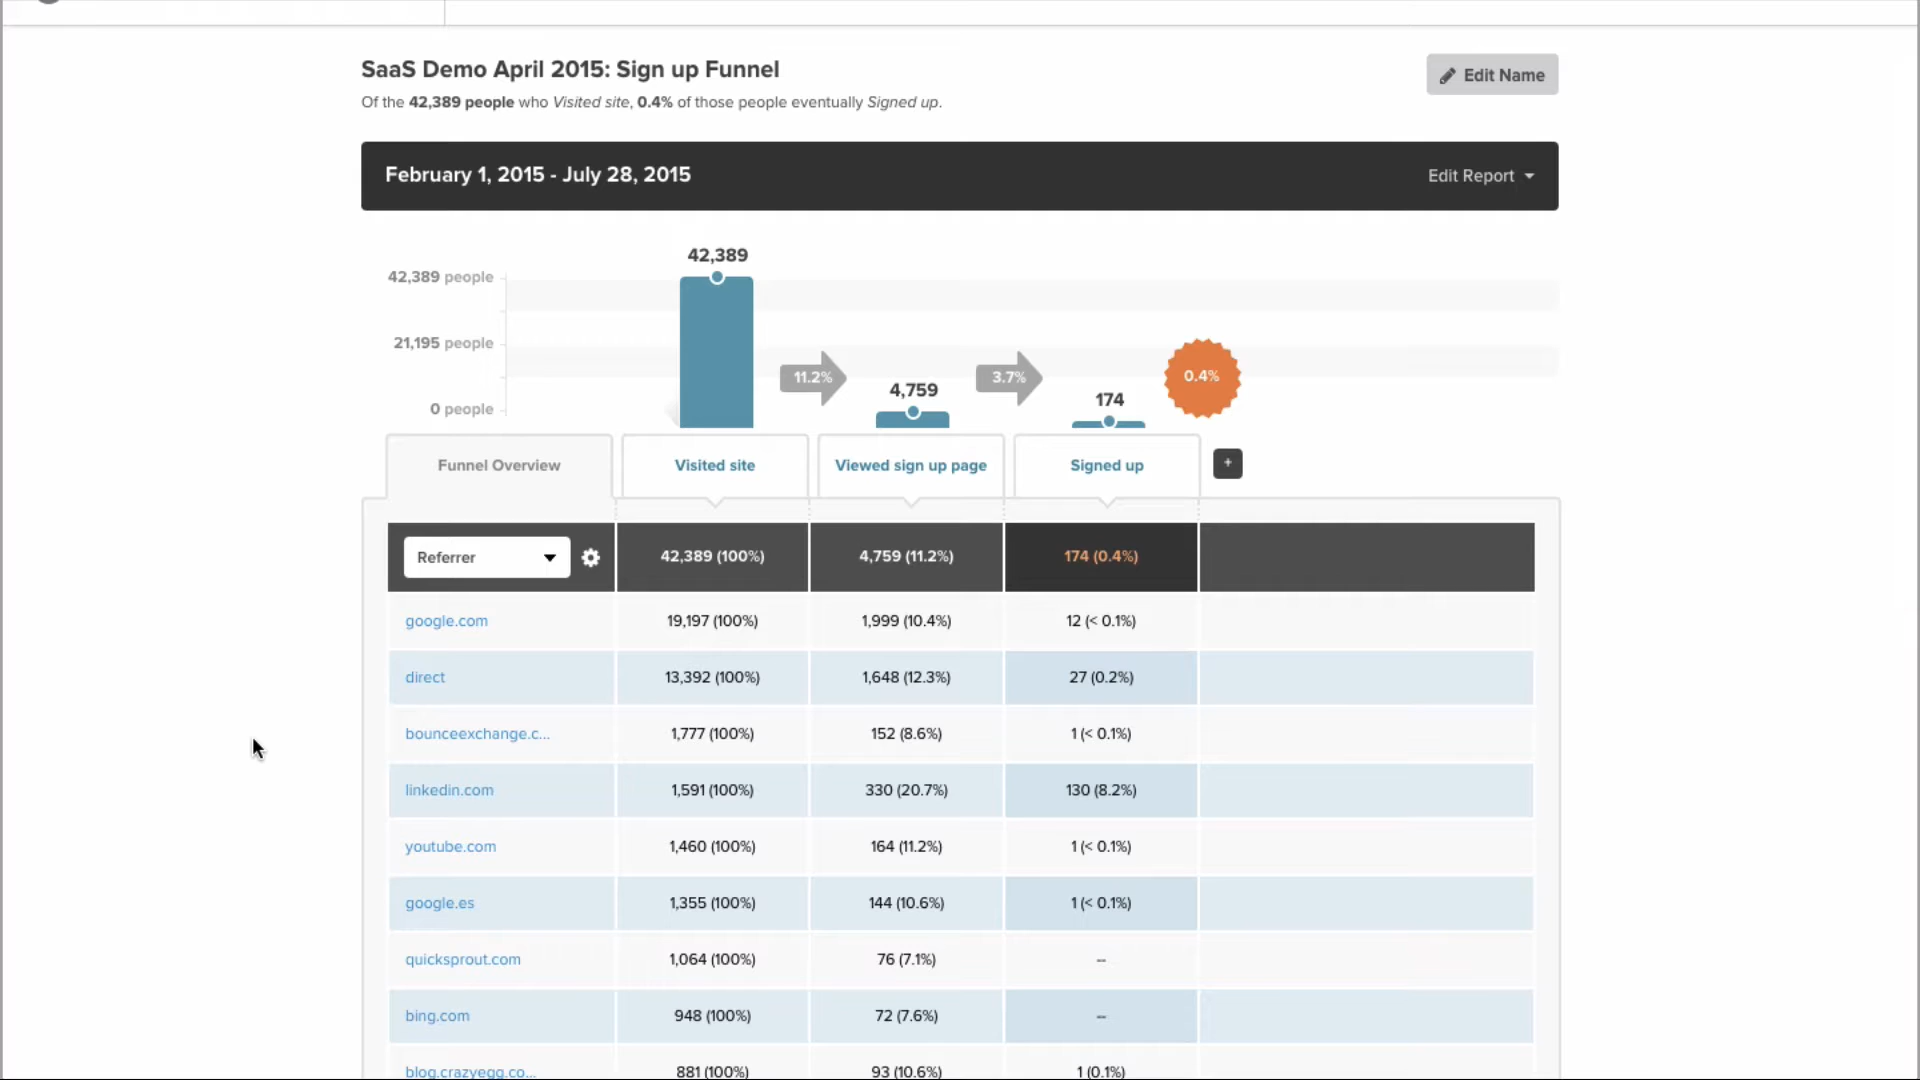 SaaS Demo April 2015: Sign up Funnel
Edit Name
Of the 42,389 people who Visited site, 0.4% of those people eventually Signed up.
February 1, 2015 - July 28, 2015
Edit Report
42,389
42,389 people
21,195 people
11.2%
3.7%
0.4%
4,759
174
0 people
Funnel Overview
Visited site
Viewed sign up page
Signed up
+
Referrer
42,389 (100%)
4,759 (11.2%)
174 (0.4%)
google.com
19,197 (100%)
1,999 (10.4%)
12 (< 0.1%)
direct
13,392 (100%)
1,648 (12.3%)
27 (0.2%)
bounceexchange.c...
1,777 (100%)
152 (8.6%)
1 (< 0.1%)
linkedin.com
1,591 (100%)
330 (20.7%)
130 (8.2%)
youtube.com
1,460 (100%)
164 (11.2%)
1 (< 0.1%)
google.es
1,355 (100%)
144 (10.6%)
1 (< 0.1%)
quicksprout.com
1,064 (100%)
76 (7.1%)
--
bing.com
948 (100%)
72 (7.6%)
--
blog.crazyegg.co...
881 (100%)
93 (10.6%)
1 (0.1%)